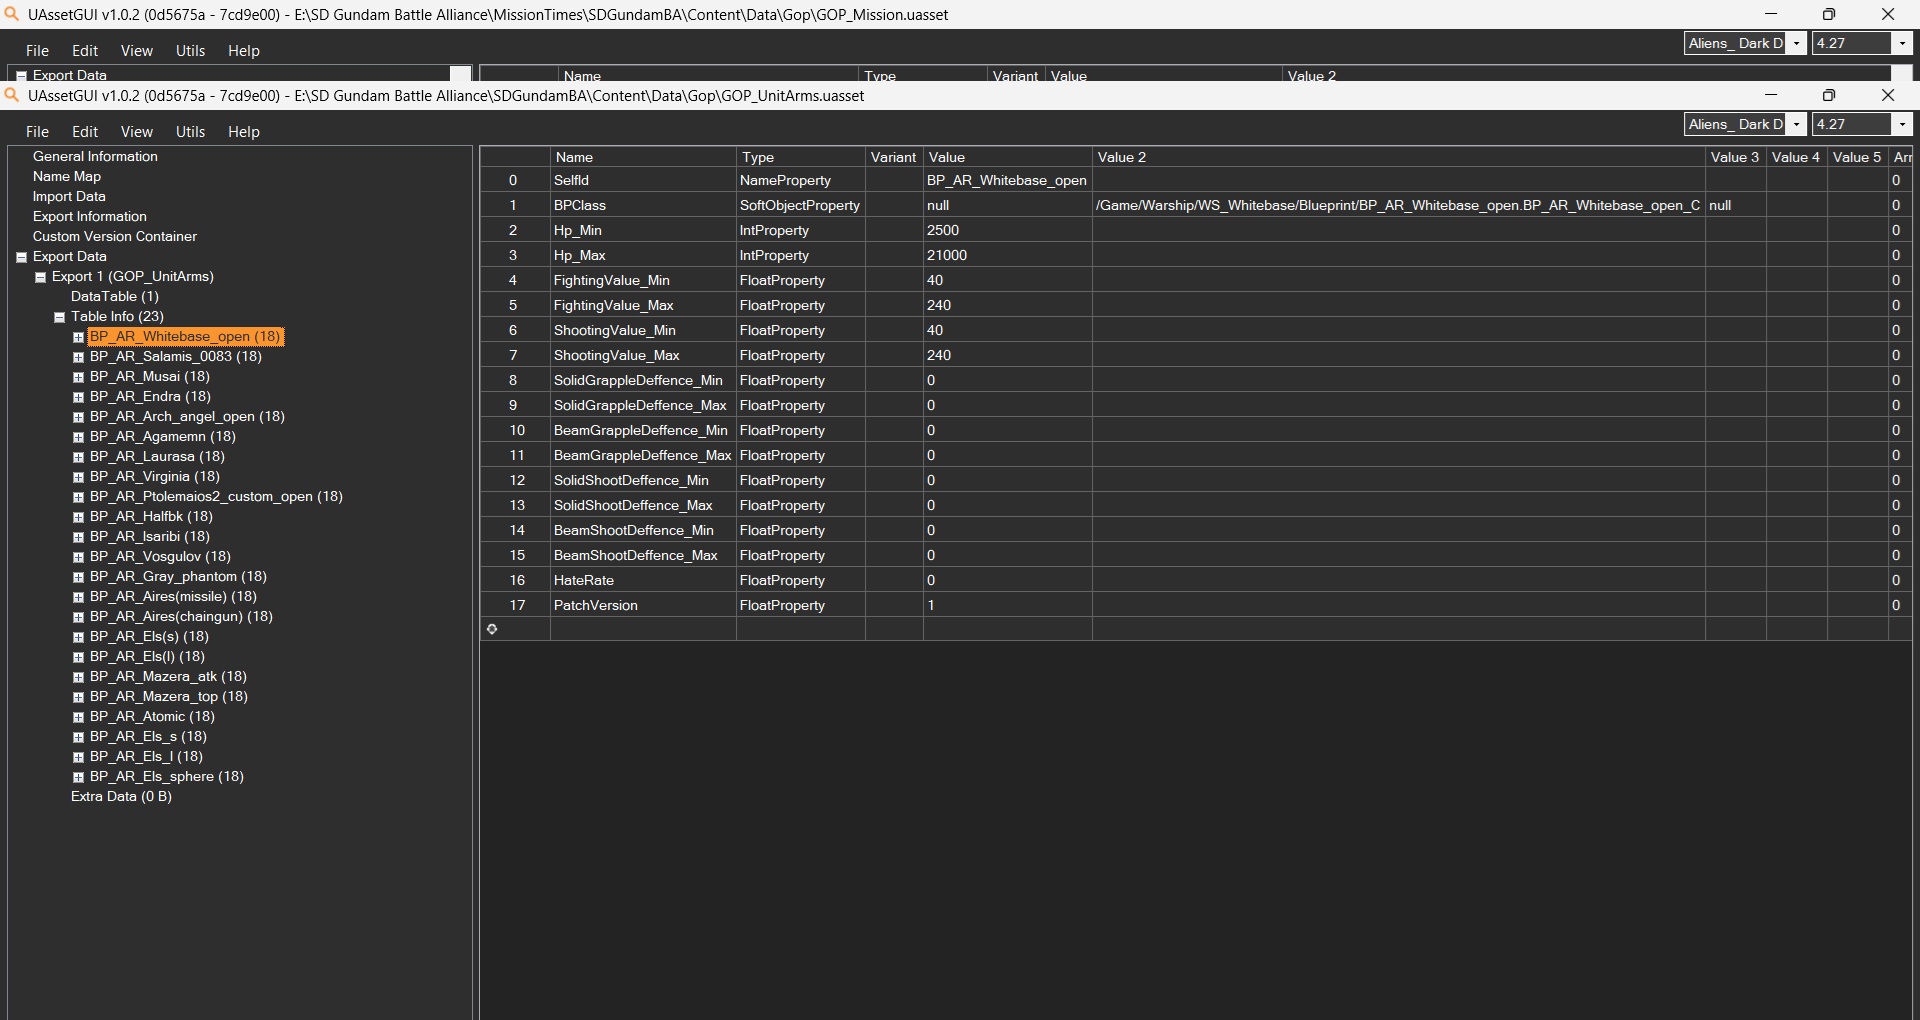 UAssetGUI v1.0.2 (0d5675a - 7cd9e00) - E:\SD Gundam Battle Alliance\MissionTimes\SDGundamBA\Content\Data\Gop\GOP_Mission.uasset
File Edit View Utils Help
Aliens_ Dark D 4.27
Export Data
Name Type Variant Value Value 2
UAssetGUI v1.0.2 (0d5675a - 7cd9e00) - E:\SD Gundam Battle Alliance\SDGundamBA\Content\Data\Gop\GOP_UnitArms.uasset
File Edit View Utils Help
Aliens_ Dark D 4.27
General Information
Name Map
Import Data
Export Information
Custom Version Container
Export Data
Export 1 (GOP_UnitArms)
DataTable (1)
Table Info (23)
BP_AR_Whitebase_open (18)
BP_AR_Salamis_0083 (18)
BP_AR_Musai (18)
BP_AR_Endra (18)
BP_AR_Arch_angel_open (18)
BP_AR_Agamemn (18)
BP_AR_Laurasa (18)
BP_AR_Virginia (18)
BP_AR_Ptolemaios2_custom_open (18)
BP_AR_Halfbk (18)
BP_AR_Isaribi (18)
BP_AR_Vosgulov (18)
BP_AR_Gray_phantom (18)
BP_AR_Aires(missile) (18)
BP_AR_Aires(chaingun) (18)
BP_AR_Els(s) (18)
BP_AR_Els(l) (18)
BP_AR_Mazera_atk (18)
BP_AR_Mazera_top (18)
BP_AR_Atomic (18)
BP_AR_Els_s (18)
BP_AR_Els_l (18)
BP_AR_Els_sphere (18)
Extra Data (0 B)
Name Type Variant Value Value 2 Value 3 Value 4 Value 5 Arr
0 SelfId NameProperty BP_AR_Whitebase_open 0
1 BPClass SoftObjectProperty null /Game/Warship/WS_Whitebase/Blueprint/BP_AR_Whitebase_open.BP_AR_Whitebase_open_C null 0
2 Hp_Min IntProperty 2500 0
3 Hp_Max IntProperty 21000 0
4 FightingValue_Min FloatProperty 40 0
5 FightingValue_Max FloatProperty 240 0
6 ShootingValue_Min FloatProperty 40 0
7 ShootingValue_Max FloatProperty 240 0
8 SolidGrappleDeffence_Min FloatProperty 0 0
9 SolidGrappleDeffence_Max FloatProperty 0 0
10 BeamGrappleDeffence_Min FloatProperty 0 0
11 BeamGrappleDeffence_Max FloatProperty 0 0
12 SolidShootDeffence_Min FloatProperty 0 0
13 SolidShootDeffence_Max FloatProperty 0 0
14 BeamShootDeffence_Min FloatProperty 0 0
15 BeamShootDeffence_Max FloatProperty 0 0
16 HateRate FloatProperty 0 0
17 PatchVersion FloatProperty 1 0